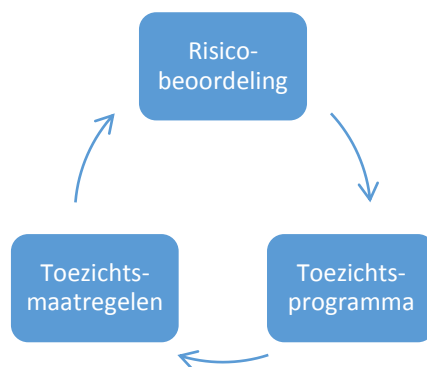 Risico-
beoordeling
Toezichts-
maatregelen
Toezichts-
programma